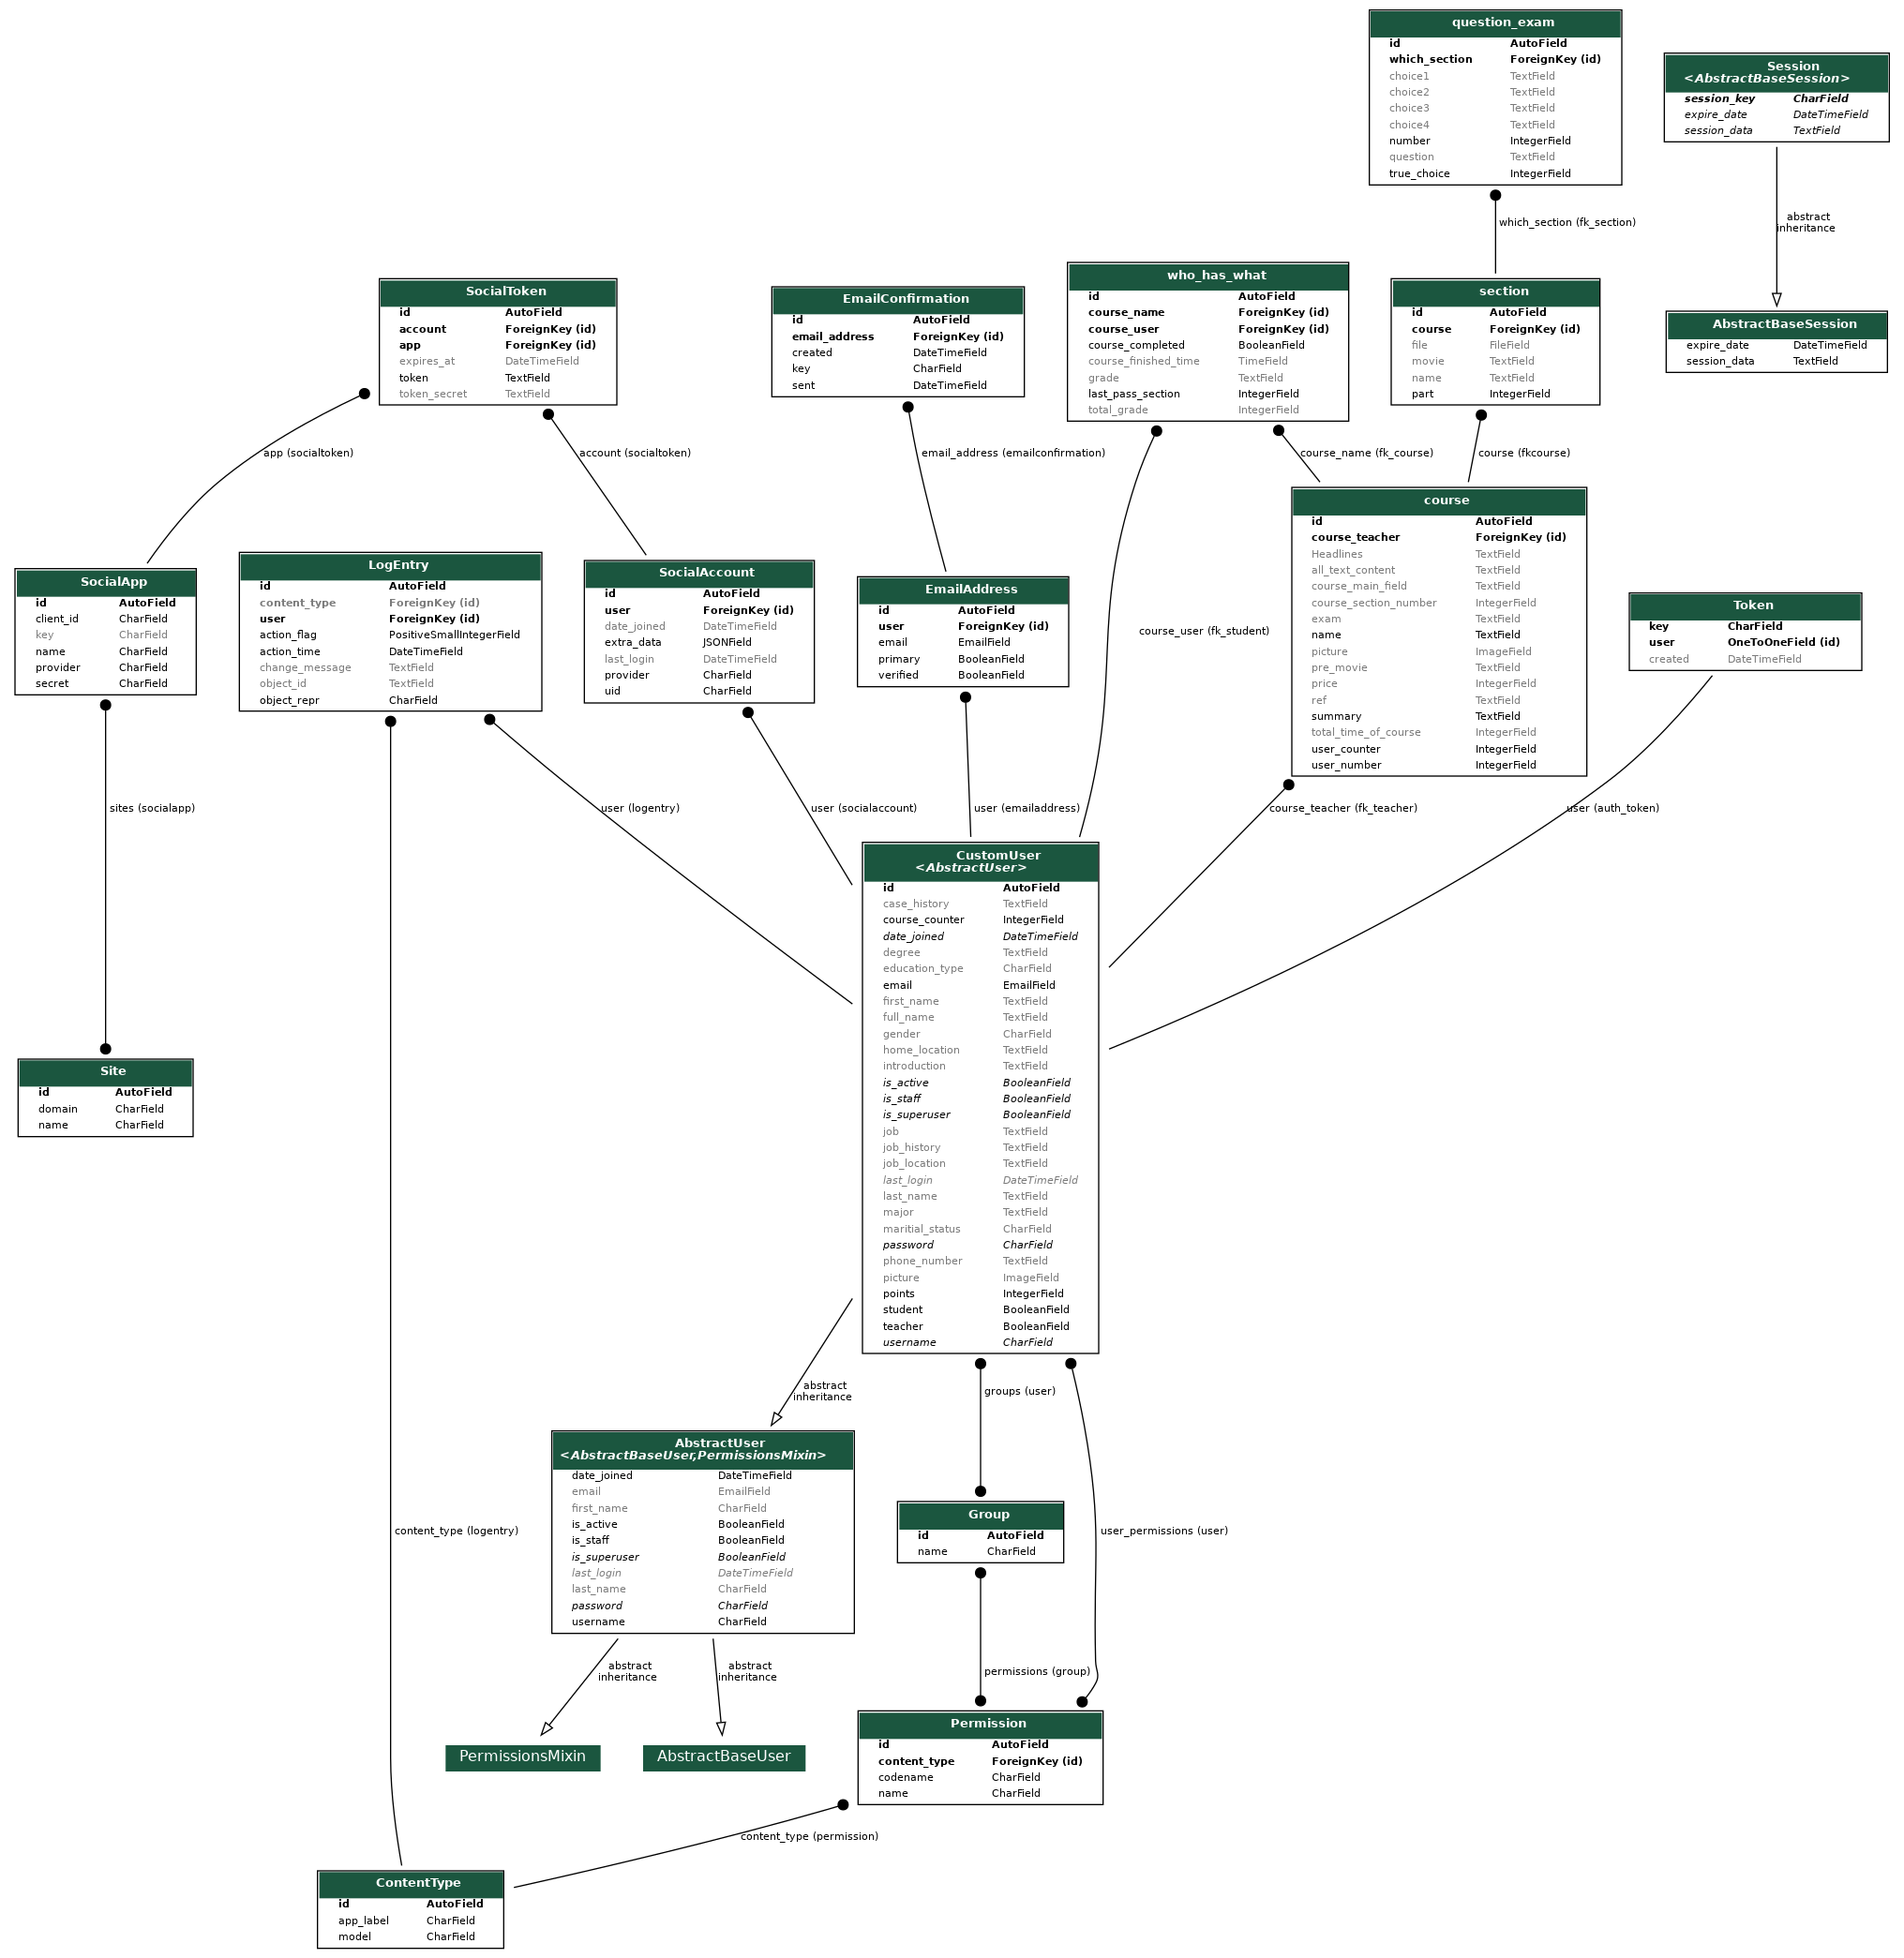 question_exam
id AutoField
which_section ForeignKey (id)
choice1 TextField
choice2 TextField
choice3 TextField
choice4 TextField
number IntegerField
question TextField
true_choice IntegerField
Session
<AbstractBaseSession>
session_key CharField
expire_date DateTimeField
session_data TextField
which_section (fk_section)
abstract
inheritance
SocialToken
id AutoField
account ForeignKey (id)
app ForeignKey (id)
expires_at DateTimeField
token TextField
token_secret TextField
EmailConfirmation
id AutoField
email_address ForeignKey (id)
created DateTimeField
key CharField
sent DateTimeField
who_has_what
id AutoField
course_name ForeignKey (id)
course_user ForeignKey (id)
course_completed BooleanField
course_finished_time TimeField
grade TextField
last_pass_section IntegerField
total_grade IntegerField
section
id AutoField
course ForeignKey (id)
file FileField
movie TextField
name TextField
part IntegerField
AbstractBaseSession
expire_date DateTimeField
session_data TextField
app (socialtoken)
account (socialtoken)
email_address (emailconfirmation)
course_name (fk_course)
course (fkcourse)
SocialApp
id AutoField
client_id CharField
key CharField
name CharField
provider CharField
secret CharField
LogEntry
id AutoField
content_type ForeignKey (id)
user ForeignKey (id)
action_flag PositiveSmallIntegerField
action_time DateTimeField
change_message TextField
object_id TextField
object_repr CharField
SocialAccount
id AutoField
user ForeignKey (id)
date_joined DateTimeField
extra_data JSONField
last_login DateTimeField
provider CharField
uid CharField
EmailAddress
id AutoField
user ForeignKey (id)
email EmailField
primary BooleanField
verified BooleanField
course_user (fk_student)
course
id AutoField
course_teacher ForeignKey (id)
Headlines TextField
all_text_content TextField
course_main_field TextField
course_section_number IntegerField
exam TextField
name TextField
picture ImageField
pre_movie TextField
price IntegerField
ref TextField
summary TextField
total_time_of_course IntegerField
user_counter IntegerField
user_number IntegerField
Token
key CharField
user OneToOneField (id)
created DateTimeField
sites (socialapp)
user (logentry)
user (socialaccount)
user (emailaddress)
course_teacher (fk_teacher)
user (auth_token)
CustomUser
<AbstractUser>
id AutoField
case_history TextField
course_counter IntegerField
date_joined DateTimeField
degree TextField
education_type CharField
email EmailField
first_name TextField
full_name TextField
gender CharField
home_location TextField
introduction TextField
is_active BooleanField
is_staff BooleanField
is_superuser BooleanField
job TextField
job_history TextField
job_location TextField
last_login DateTimeField
last_name TextField
major TextField
maritial_status CharField
password CharField
phone_number TextField
picture ImageField
points IntegerField
student BooleanField
teacher BooleanField
username CharField
Site
id AutoField
domain CharField
name CharField
abstract
inheritance
groups (user)
AbstractUser
<AbstractBaseUser,PermissionsMixin>
date_joined DateTimeField
email EmailField
first_name CharField
is_active BooleanField
is_staff BooleanField
is_superuser BooleanField
last_login DateTimeField
last_name CharField
password CharField
username CharField
Group
id AutoField
name CharField
content_type (logentry)
user_permissions (user)
abstract
inheritance
abstract
inheritance
permissions (group)
PermissionsMixin
AbstractBaseUser
Permission
id AutoField
content_type ForeignKey (id)
codename CharField
name CharField
content_type (permission)
ContentType
id AutoField
app_label CharField
model CharField